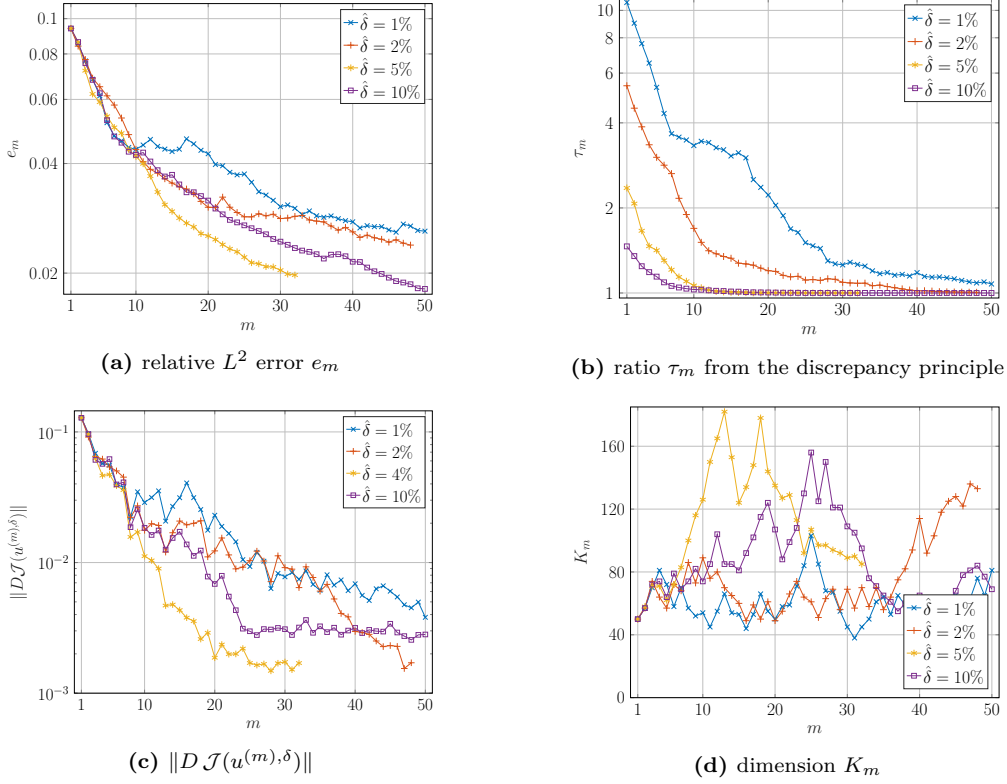 0.1
0.08
0.06
0.04
0.02
e_m
1
10
20
30
40
50
m
δ̂ = 1%
δ̂ = 2%
δ̂ = 5%
δ̂ = 10%
(a) relative L² error e_m
10
8
6
4
2
1
τ_m
1
10
20
30
40
50
m
δ̂ = 1%
δ̂ = 2%
δ̂ = 5%
δ̂ = 10%
(b) ratio τ_m from the discrepancy principle
10⁻¹
10⁻²
10⁻³
‖D J(u^{(m),δ})‖
1
10
20
30
40
50
m
δ̂ = 1%
δ̂ = 2%
δ̂ = 4%
δ̂ = 10%
(c) ‖D J(u^{(m),δ})‖
160
120
80
40
0
K_m
1
10
20
30
40
50
m
δ̂ = 1%
δ̂ = 2%
δ̂ = 5%
δ̂ = 10%
(d) dimension K_m